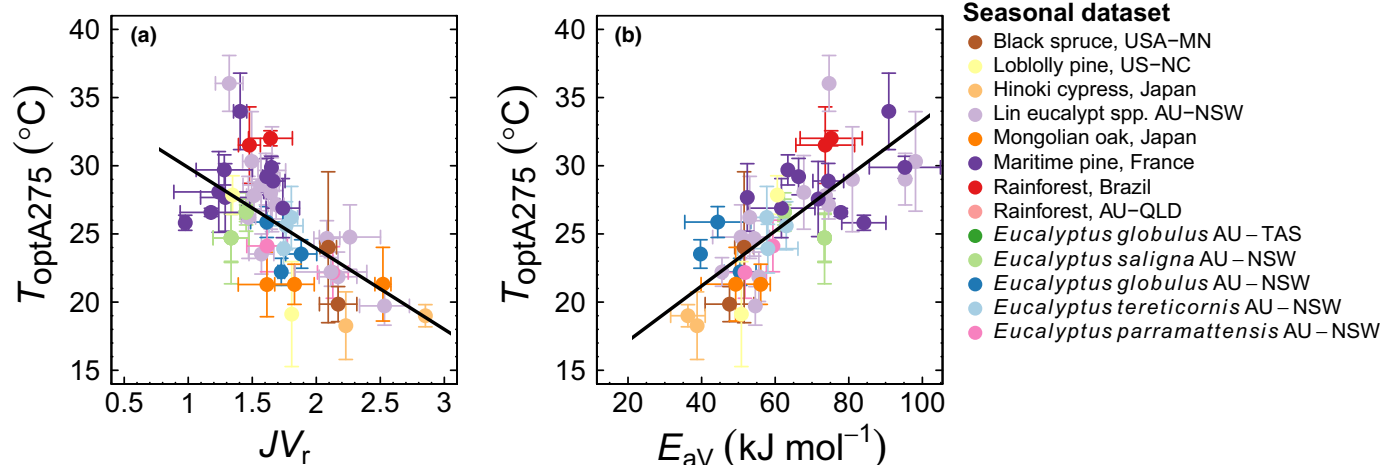 (a)
T_optA275 (°C)
40
35
30
25
20
15
0.5 1 1.5 2 2.5 3
JV_r
(b)
T_optA275 (°C)
40
35
30
25
20
15
20 40 60 80 100
E_aV (kJ mol⁻¹)
Seasonal dataset
Black spruce, USA−MN
Loblolly pine, US−NC
Hinoki cypress, Japan
Lin eucalypt spp. AU−NSW
Mongolian oak, Japan
Maritime pine, France
Rainforest, Brazil
Rainforest, AU−QLD
Eucalyptus globulus AU−TAS
Eucalyptus saligna AU−NSW
Eucalyptus globulus AU−NSW
Eucalyptus tereticornis AU−NSW
Eucalyptus parramattensis AU−NSW